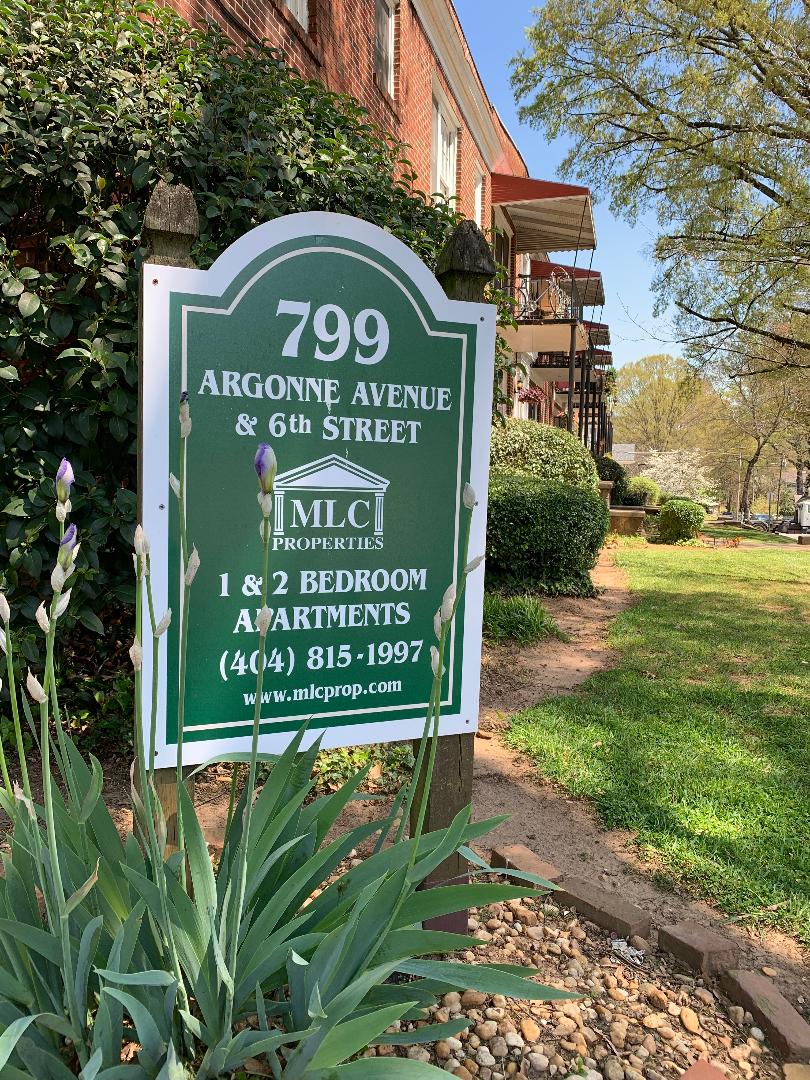 799
ARGONNE AVENUE
& 6th STREET
MLC
PROPERTIES
1 & 2 BEDROOM
APARTMENTS
(404) 815-1997
www.mlcprop.com